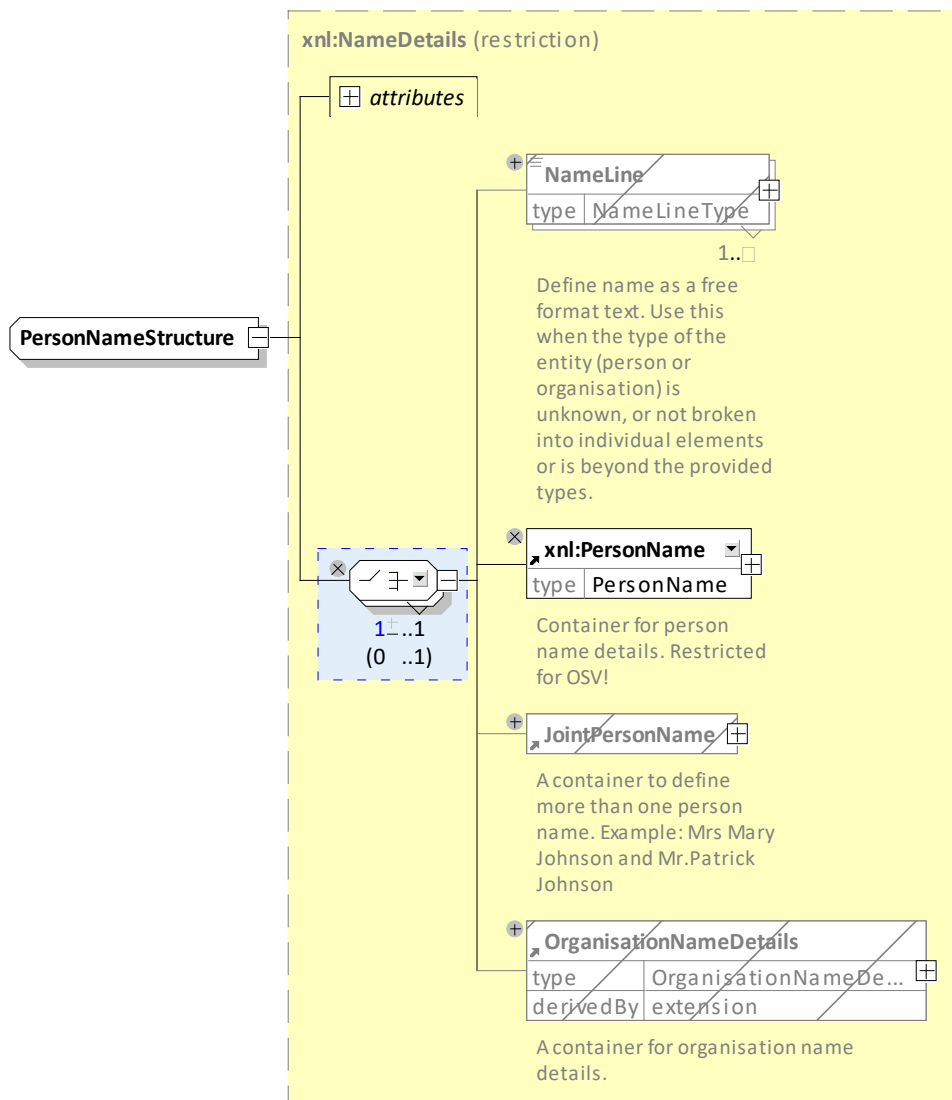 xnl:NameDetails (restriction)
attributes
NameLine
type NameLineType
1..
Define name as a free
format text. Use this
when the type of the
entity (person or
organisation) is
unknown, or not broken
into individual elements
or is beyond the provided
types.
PersonNameStructure
xnl:PersonName
type PersonName
1 ..1
(0 ..1)
Container for person
name details. Restricted
for OSV!
JointPersonName
A container to define
more than one person
name. Example: Mrs Mary
Johnson and Mr.Patrick
Johnson
OrganisationNameDetails
type OrganisationNameDe...
derivedBy extension
A container for organisation name
details.